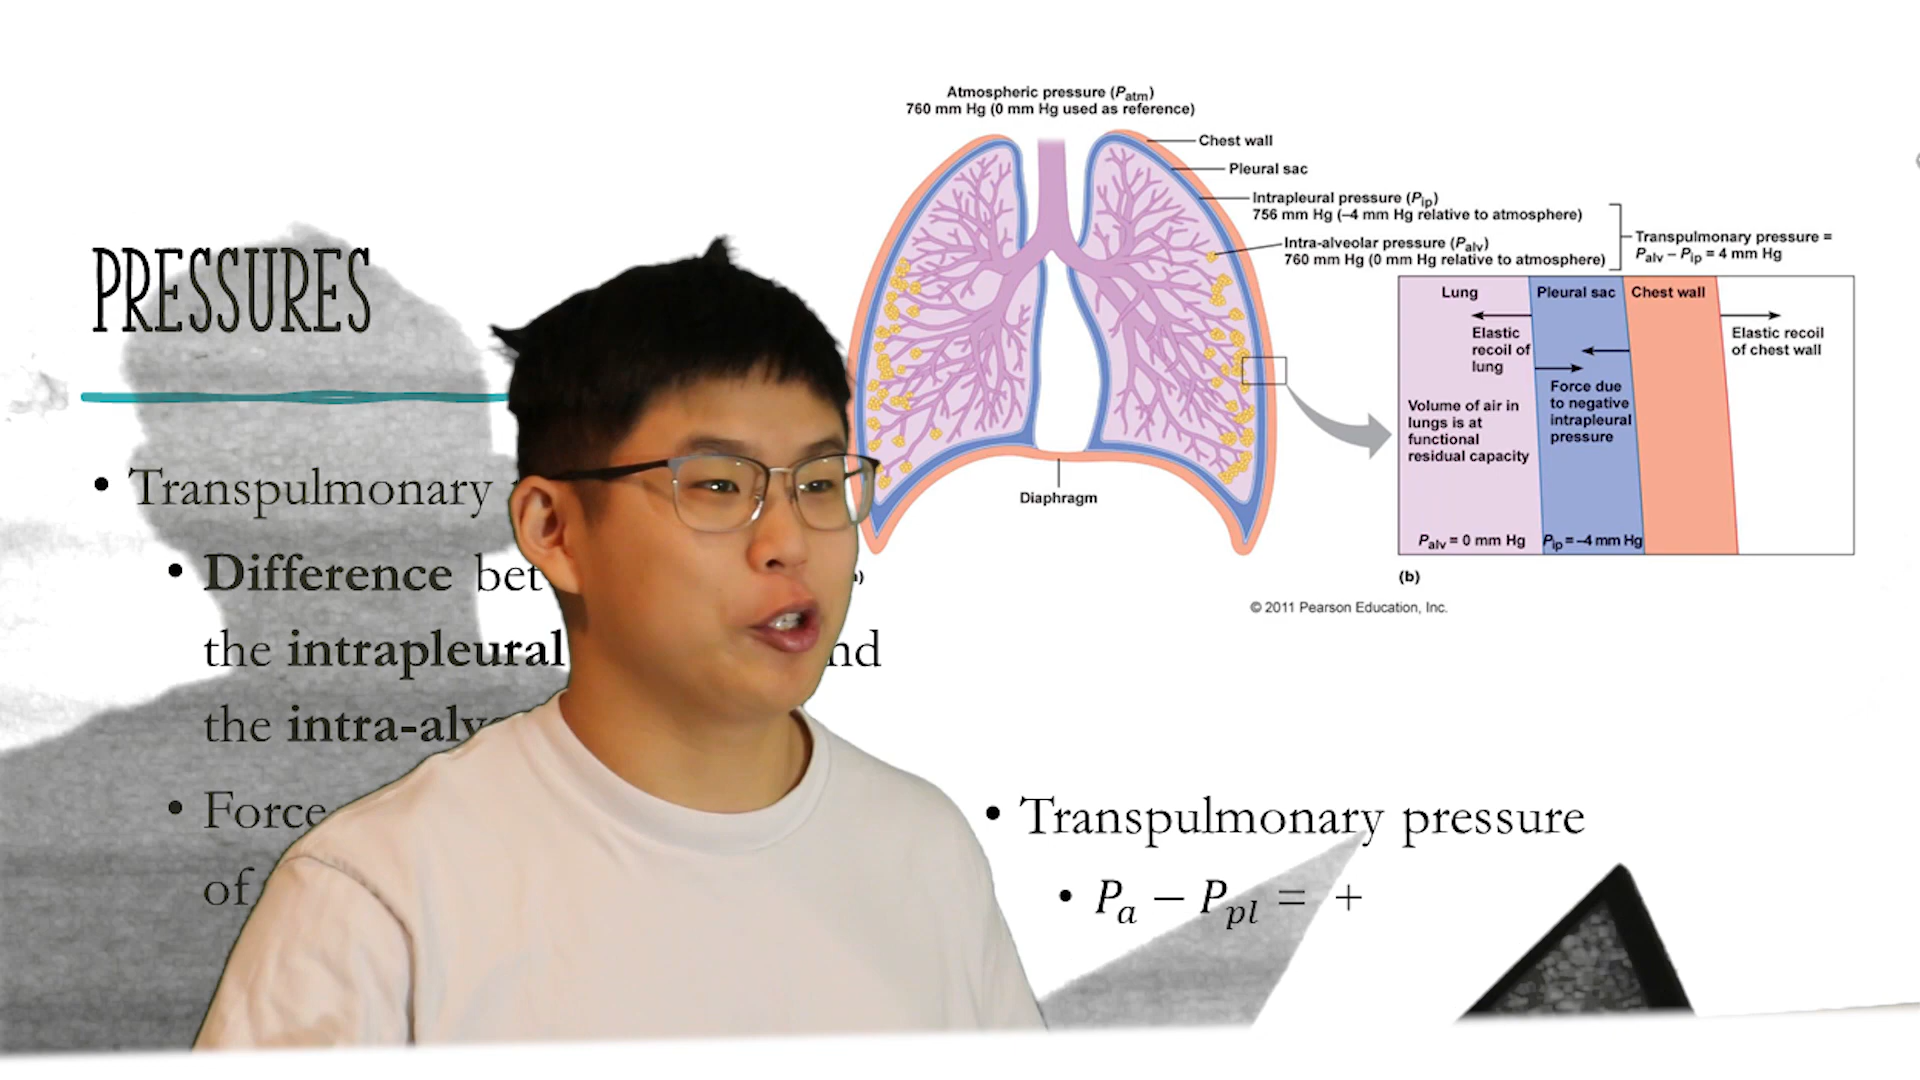 PRESSURES
• Transpulmonary
• Difference bet
the intrapleural nd
the intra-alv
• Force
of
Atmospheric pressure (Patm)
760 mm Hg (0 mm Hg used as reference)
Chest wall
Pleural sac
Intrapleural pressure (Pip)
756 mm Hg (–4 mm Hg relative to atmosphere)
Intra-alveolar pressure (Palv)
760 mm Hg (0 mm Hg relative to atmosphere)
Transpulmonary pressure =
Palv – Pip = 4 mm Hg
Diaphragm
Lung
Pleural sac
Chest wall
Elastic
recoil of
lung
Elastic recoil
of chest wall
Force due
to negative
intrapleural
pressure
Volume of air in
lungs is at
functional
residual capacity
Palv = 0 mm Hg
Pip = –4 mm Hg
(b)
© 2011 Pearson Education, Inc.
• Transpulmonary pressure
• Pa − Ppl = +